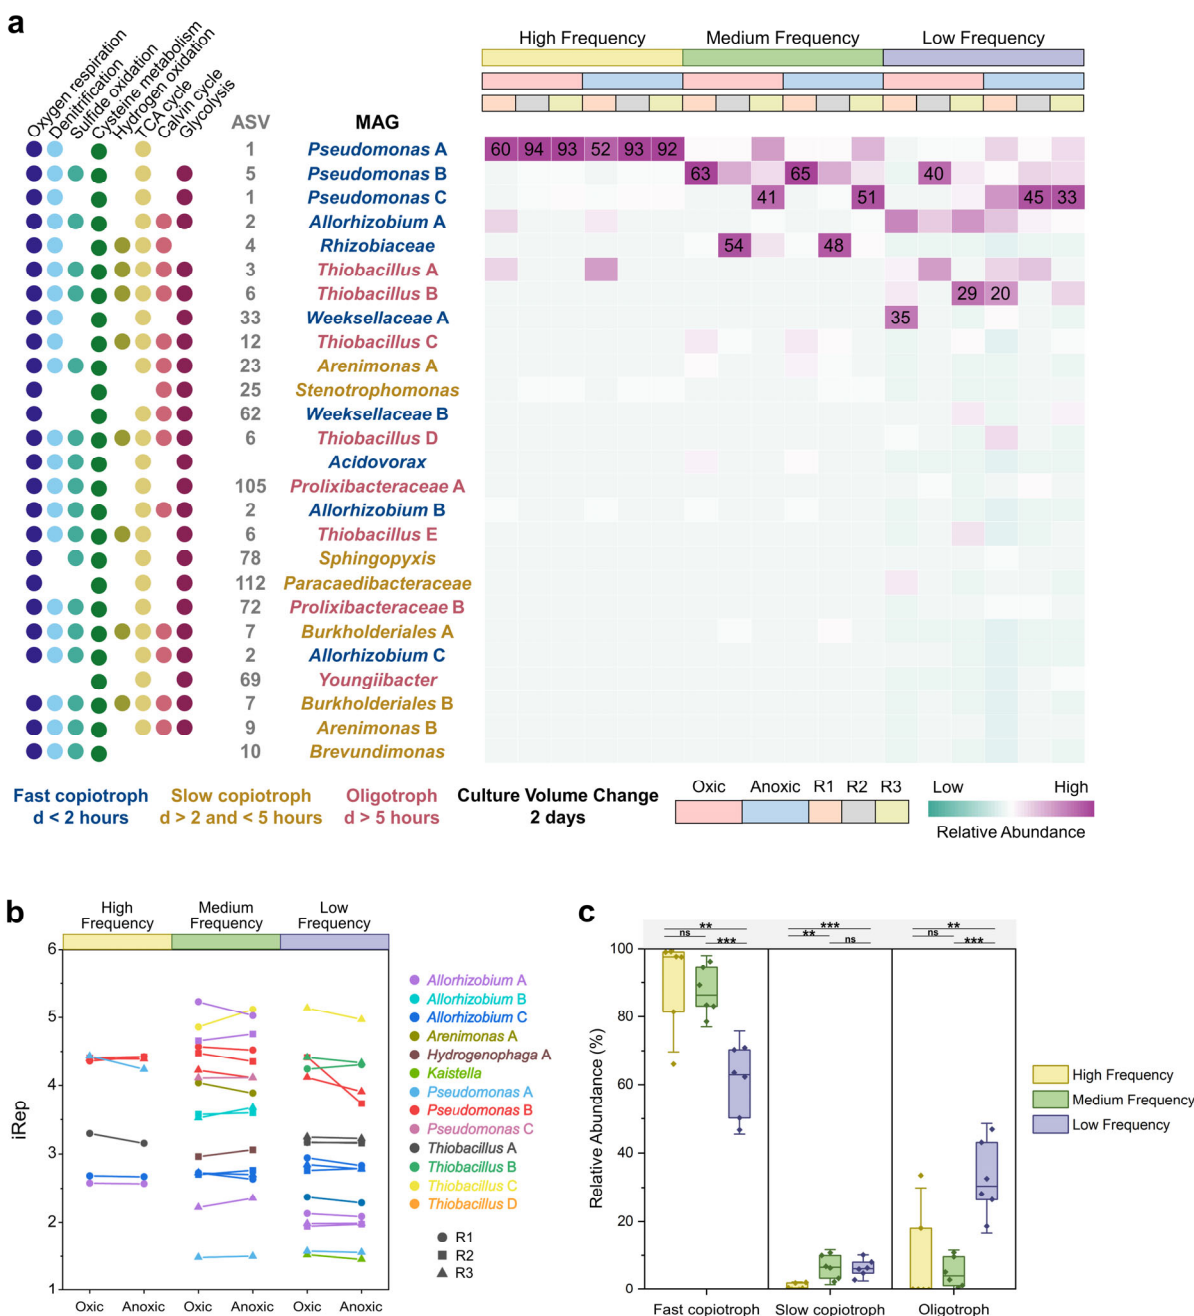 a
High Frequency Medium Frequency Low Frequency
Oxygen respiration
Denitrification
Sulfide oxidation
Cysteine metabolism
Hydrogen oxidation
TCA cycle
Calvin cycle
Glycolysis
ASV MAG
1 Pseudomonas A 60 94 93 52 93 92
5 Pseudomonas B 63 65 40
1 Pseudomonas C 41 51 45 33
2 Allorhizobium A
4 Rhizobiaceae 54 48
3 Thiobacillus A
6 Thiobacillus B 29 20
33 Weeksellaceae A 35
12 Thiobacillus C
23 Arenimonas A
25 Stenotrophomonas
62 Weeksellaceae B
6 Thiobacillus D
Acidovorax
105 Prolixibacteraceae A
2 Allorhizobium B
6 Thiobacillus E
78 Sphingopyxis
112 Paracaedibacteraceae
72 Prolixibacteraceae B
7 Burkholderiales A
2 Allorhizobium C
69 Youngiibacter
7 Burkholderiales B
9 Arenimonas B
10 Brevundimonas
Fast copiotroph
d < 2 hours
Slow copiotroph
d > 2 and < 5 hours
Oligotroph
d > 5 hours
Culture Volume Change
2 days
Oxic Anoxic R1 R2 R3
Low High
Relative Abundance
b
High
Frequency
Medium
Frequency
Low
Frequency
iRep
6
5
4
3
2
1
Oxic Anoxic Oxic Anoxic Oxic Anoxic
Allorhizobium A
Allorhizobium B
Allorhizobium C
Arenimonas A
Hydrogenophaga A
Kaistella
Pseudomonas A
Pseudomonas B
Pseudomonas C
Thiobacillus A
Thiobacillus B
Thiobacillus C
Thiobacillus D
R1
R2
R3
c
** *** **
ns ** ns
*** ns ***
Relative Abundance (%)
100
80
60
40
20
0
Fast copiotroph Slow copiotroph Oligotroph
High Frequency
Medium Frequency
Low Frequency